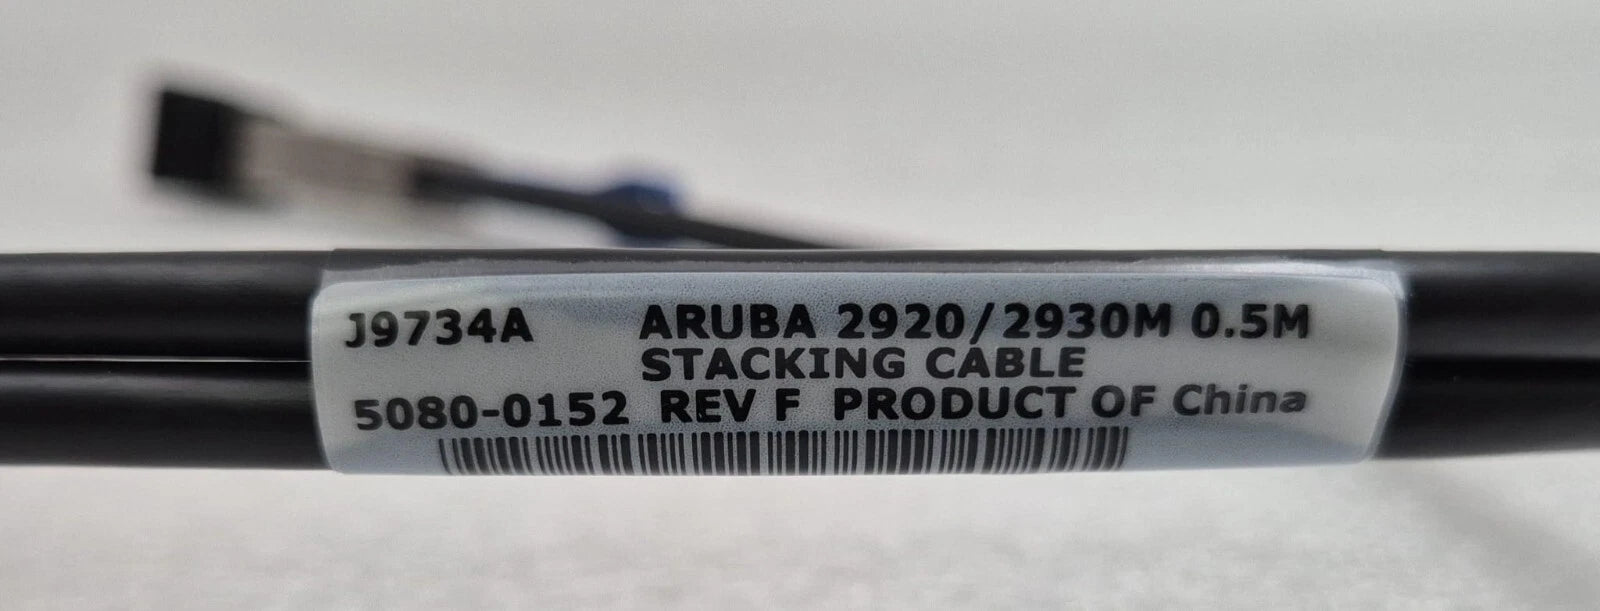 J9734A ARUBA 2920/2930M 0.5M
STACKING CABLE
5080-0152 REV F PRODUCT OF China